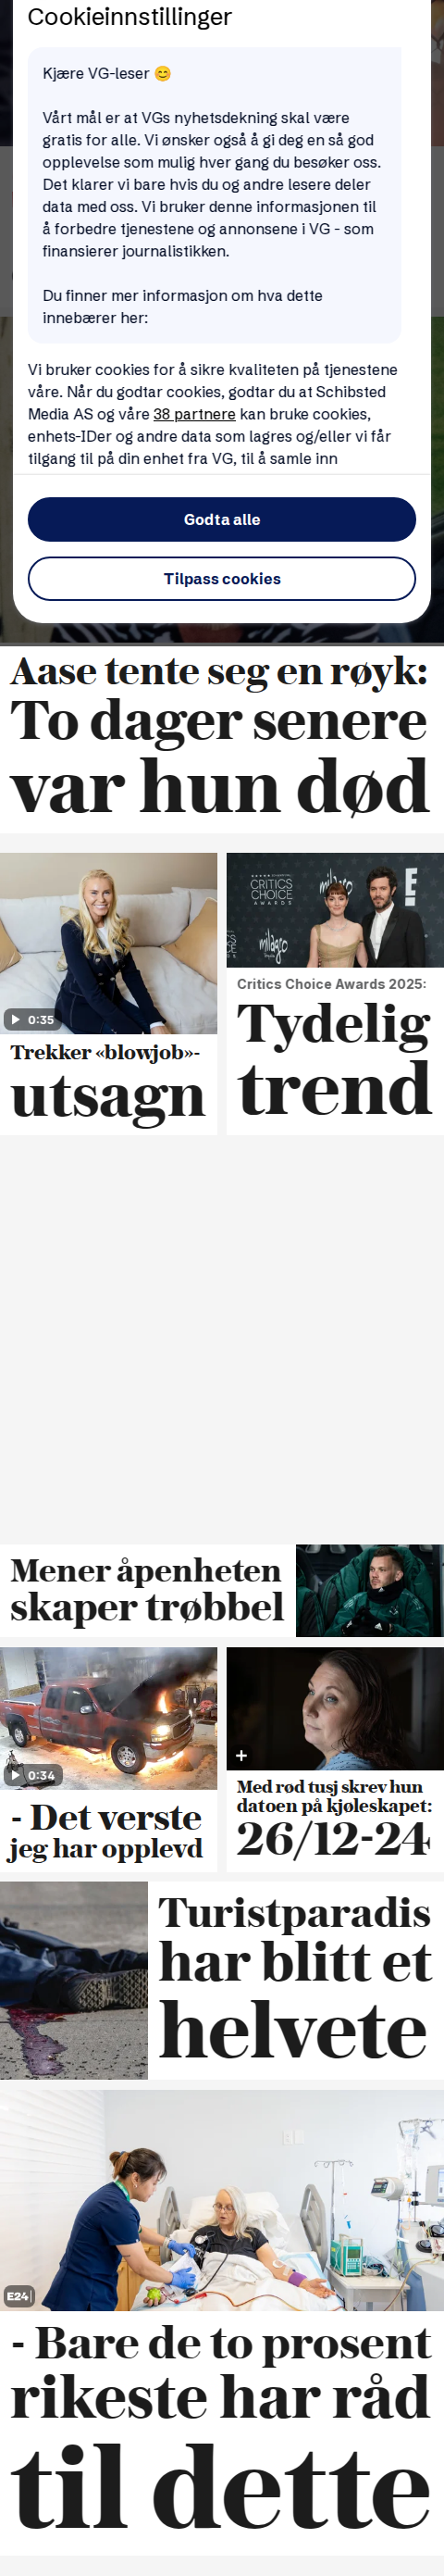 Cookieinnstillinger
Kjære VG-leser 😊
Vårt mål er at VGs nyhetsdekning skal være
gratis for alle. Vi ønsker også å gi deg en så god
opplevelse som mulig hver gang du besøker oss.
Det klarer vi bare hvis du og andre lesere deler
data med oss. Vi bruker denne informasjonen til
å forbedre tjenestene og annonsene i VG - som
finansierer journalistikken.
Du finner mer informasjon om hva dette
innebærer her:
Vi bruker cookies for å sikre kvaliteten på tjenestene
våre. Når du godtar cookies, godtar du at Schibsted
Media AS og våre 38 partnere kan bruke cookies,
enhets-IDer og andre data som lagres og/eller vi får
tilgang til på din enhet fra VG, til å samle inn
Godta alle
Tilpass cookies
Aase tente seg en røyk:
To dager senere
var hun død
0:35
Trekker «blowjob»-
utsagn
CRITICS
CHOICE
AWARDS
milagro
E!
milagro
Critics Choice Awards 2025:
Tydelig
trend
Mener åpenheten
skaper trøbbel
0:34
- Det verste
jeg har opplevd
Med rød tusj skrev hun
datoen på kjøleskapet:
26/12-24
Turistparadis
har blitt et
helvete
E24
- Bare de to prosent
rikeste har råd
til dette